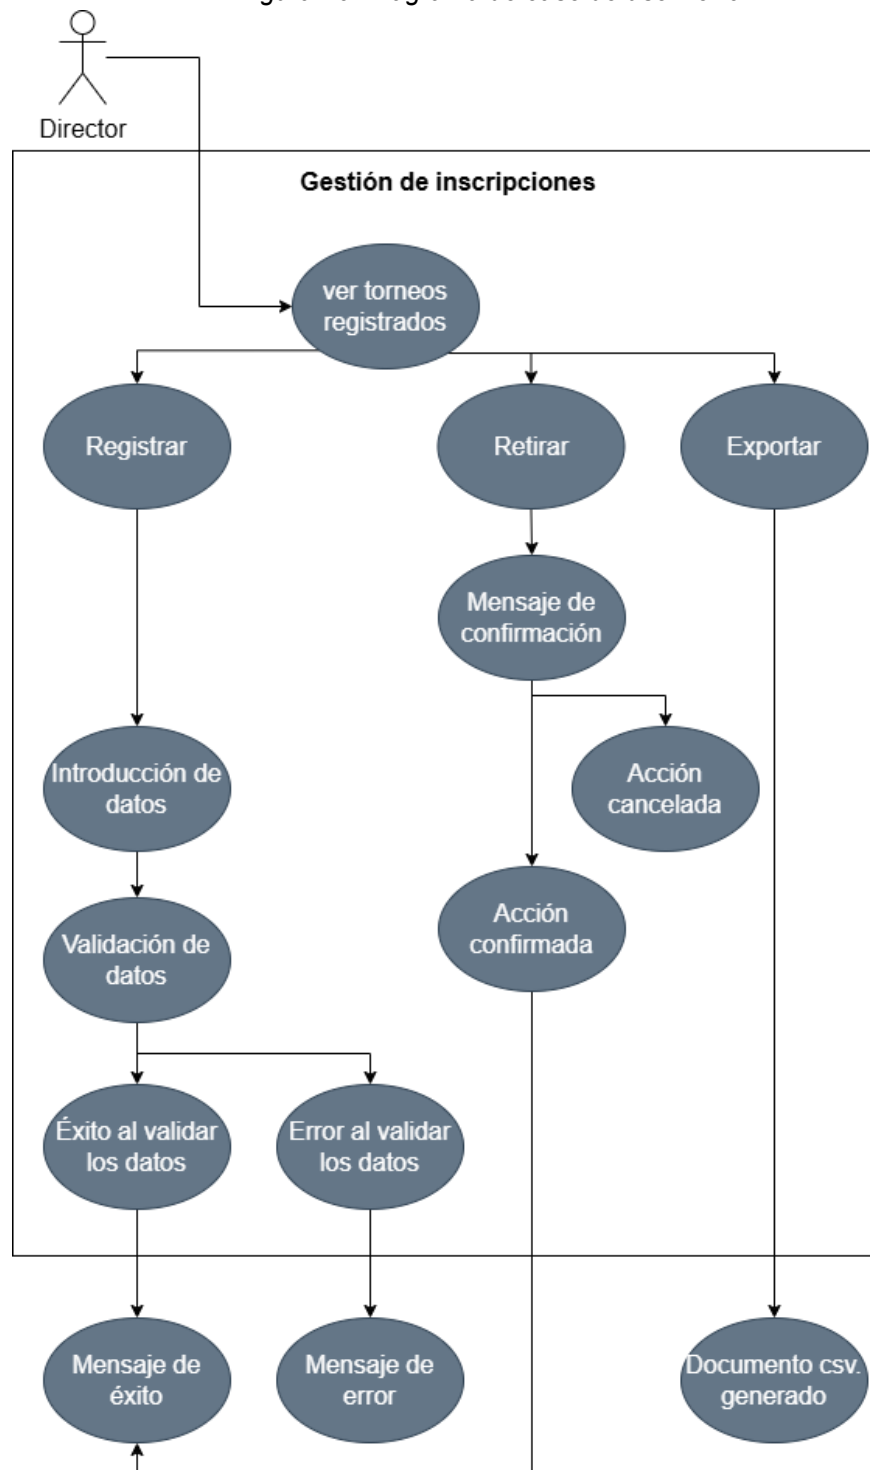 Director
Gestión de inscripciones
ver torneos
registrados
Registrar
Retirar
Exportar
Mensaje de
confirmación
Introducción de
datos
Acción
cancelada
Acción
confirmada
Validación de
datos
Éxito al validar
los datos
Error al validar
los datos
Mensaje de
éxito
Mensaje de
error
Documento csv.
generado